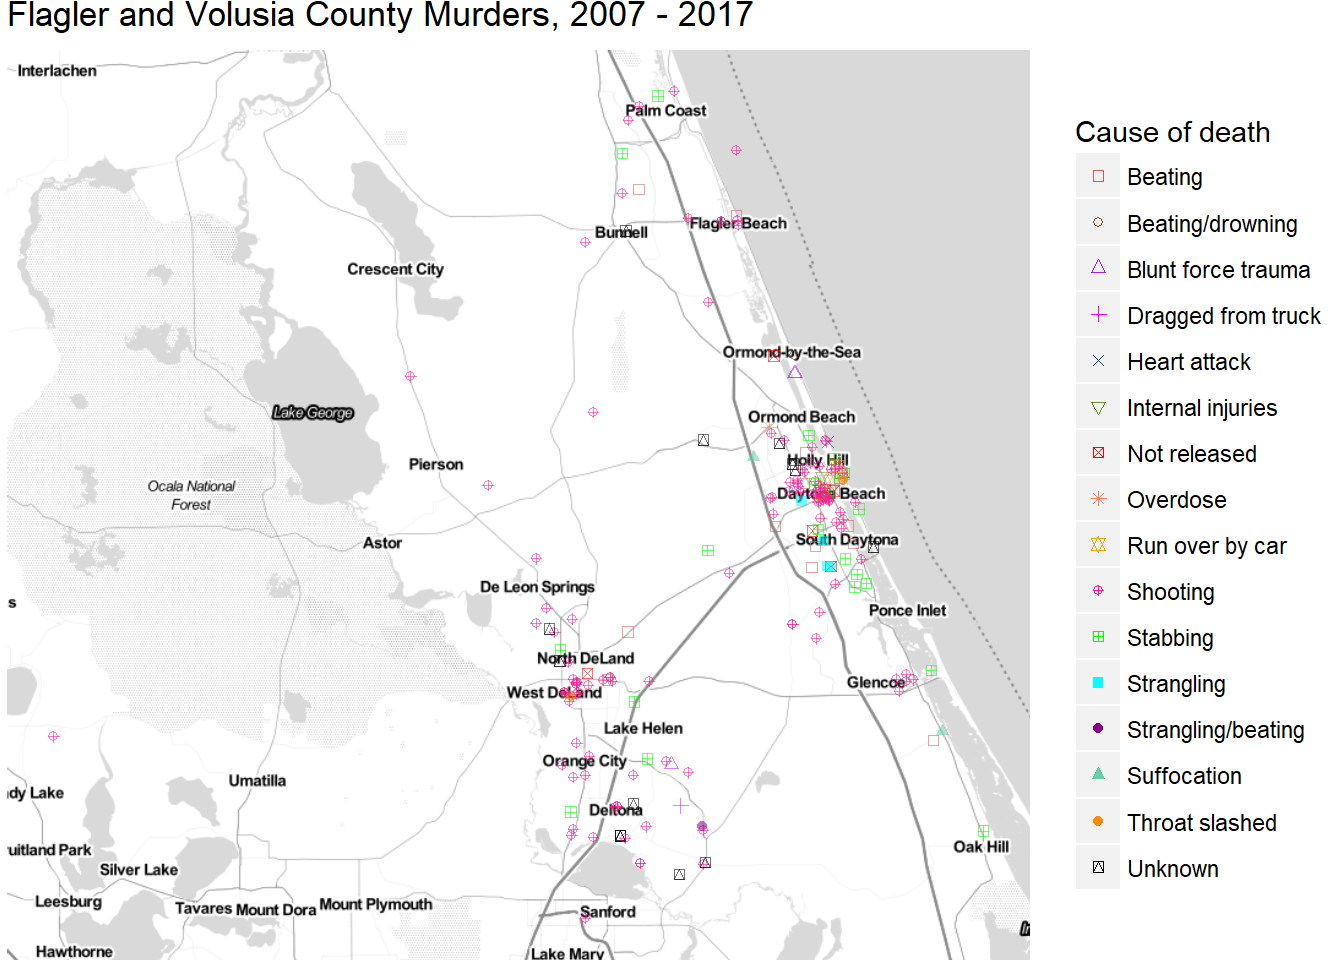 Flagler and Volusia County Murders, 2007 - 2017
Interlachen
Palm Coast
Bunnell
Flagler Beach
Crescent City
Ormond-by-the-Sea
Lake George
Ormond Beach
Pierson
Holly Hill
Ocala National
Forest
Daytona Beach
Astor
South Daytona
De Leon Springs
s
Ponce Inlet
North DeLand
Glencoe
West DeLand
Lake Helen
Orange City
Umatilla
dy Lake
Deltona
Oak Hill
ruitland Park
Silver Lake
Leesburg
Tavares
Mount Dora
Mount Plymouth
Sanford
Hawthorne
Lake Mary
Cause of death
Beating
Beating/drowning
Blunt force trauma
Dragged from truck
Heart attack
Internal injuries
Not released
Overdose
Run over by car
Shooting
Stabbing
Strangling
Strangling/beating
Suffocation
Throat slashed
Unknown